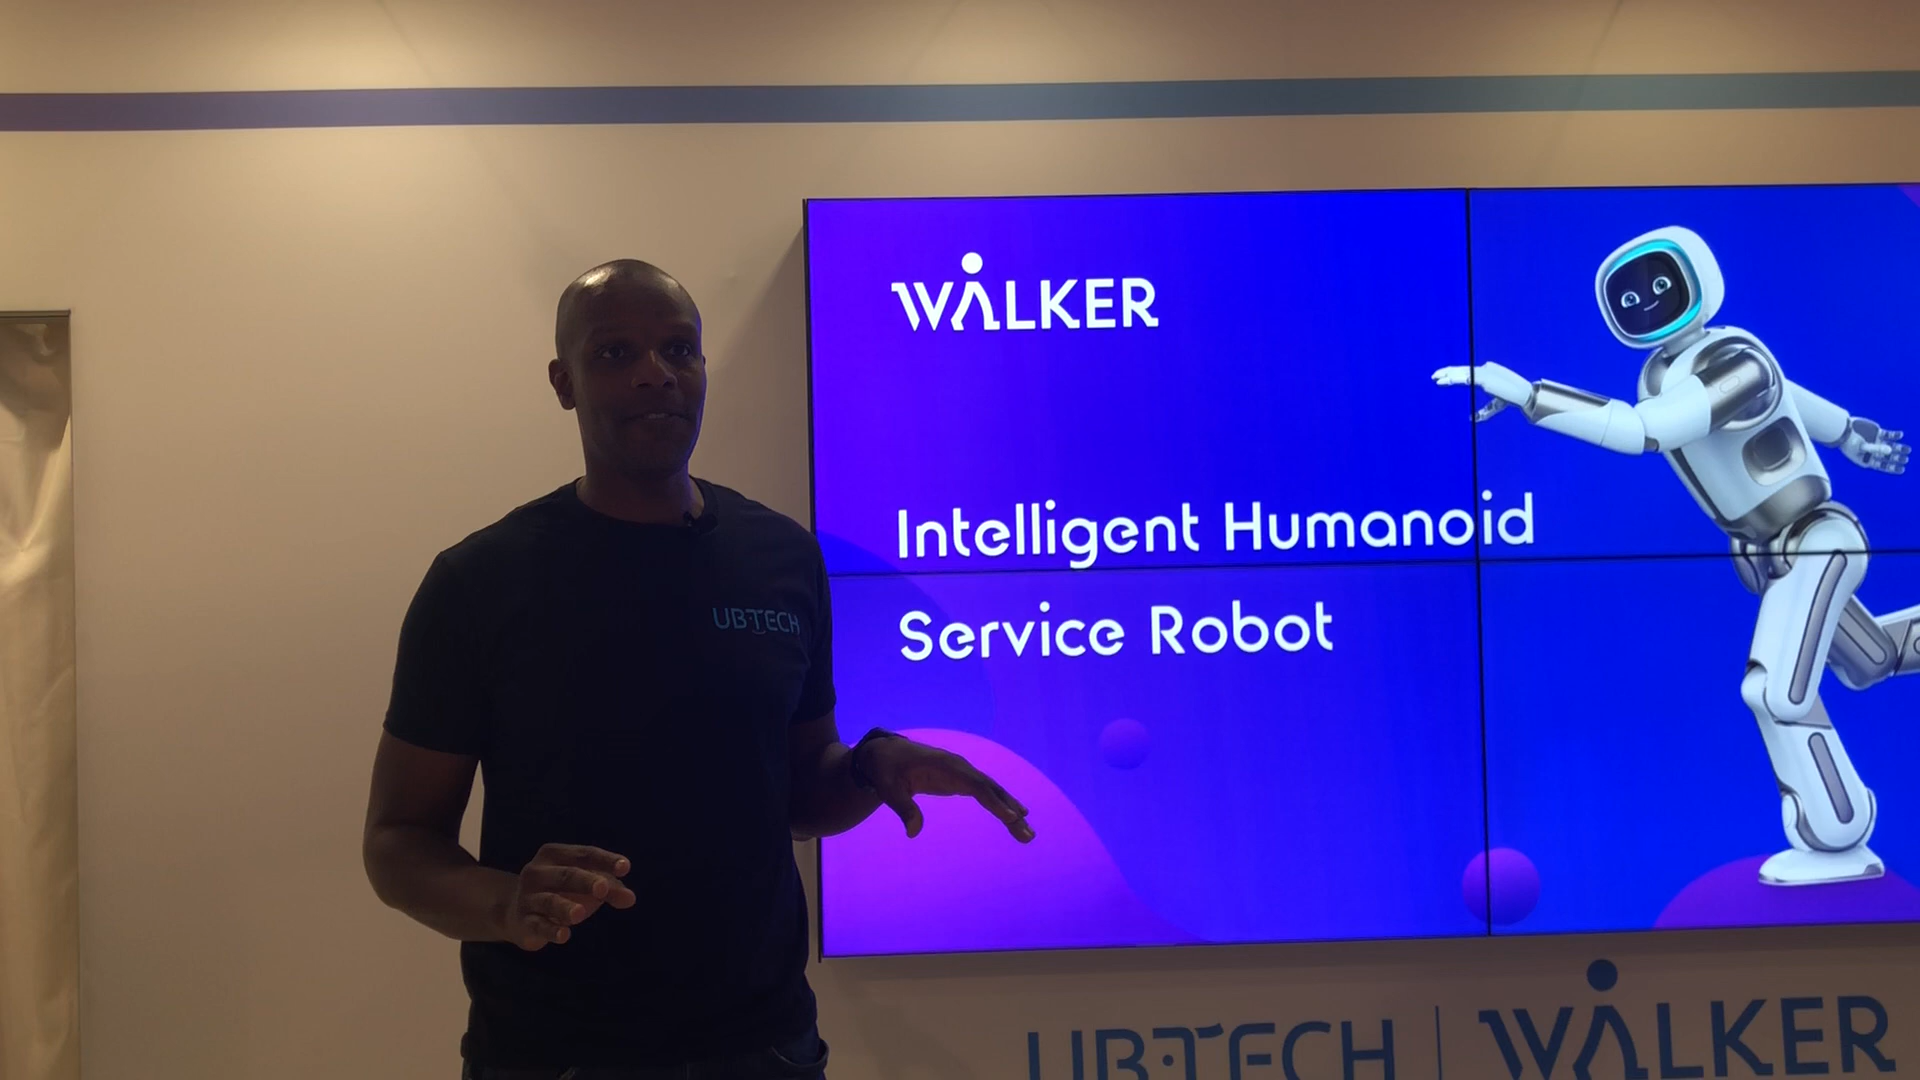 WALKER
Intelligent Humanoid
Service Robot
UBTECH
UBTECH | WALKER